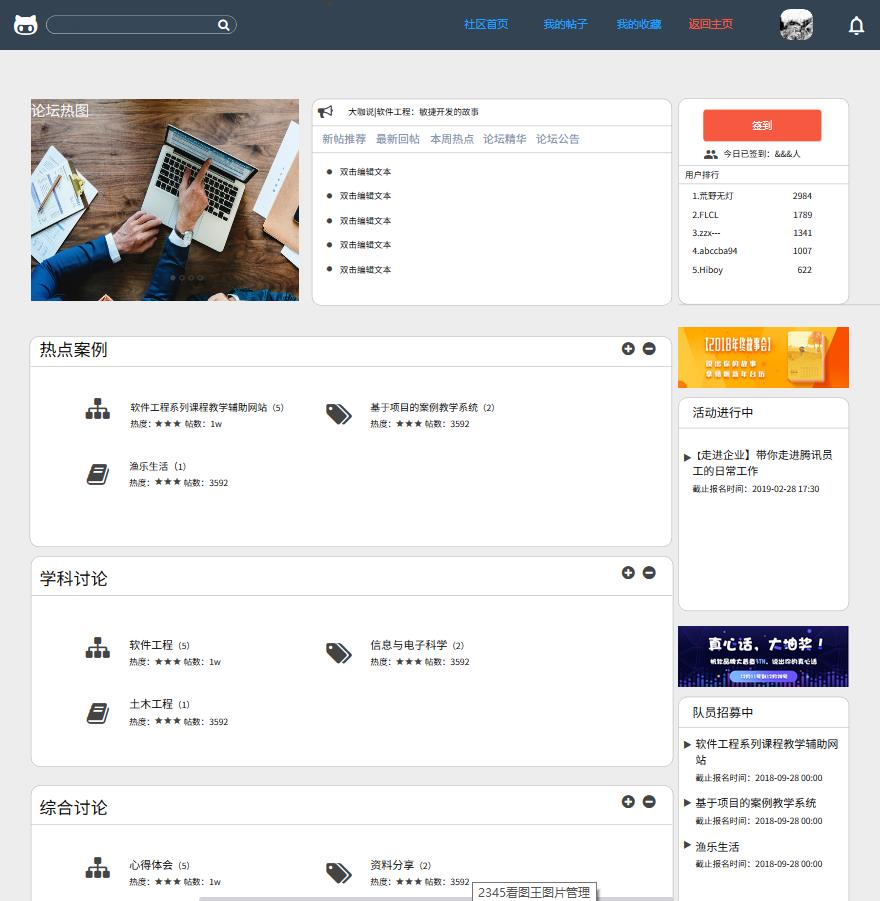 社区首页 我的帖子 我的收藏 返回主页
论坛热图
大咖说|软件工程：敏捷开发的故事
新帖推荐 最新回帖 本周热点 论坛精华 论坛公告
双击编辑文本
双击编辑文本
双击编辑文本
双击编辑文本
双击编辑文本
签到
今日已签到：&&&人
用户排行
1.荒野无灯 2984
2.FLCL 1789
3.zzx--- 1341
4.abccba94 1007
5.Hiboy 622
热点案例
软件工程系列课程教学辅助网站（5）
热度：★★★ 帖数：1w
基于项目的案例教学系统（2）
热度：★★★ 帖数：3592
渔乐生活（1）
热度：★★★ 帖数：3592
【2018年终故事会】
说出你的故事
拿锤刷新年台历
活动进行中
【走进企业】带你走进腾讯员
工的日常工作
截止报名时间：2019-02-28 17:30
学科讨论
软件工程（5）
热度：★★★ 帖数：1w
信息与电子科学（2）
热度：★★★ 帖数：3592
土木工程（1）
热度：★★★ 帖数：3592
真心话，大抽奖！
队员招募中
软件工程系列课程教学辅助网
站
截止报名时间：2018-09-28 00:00
基于项目的案例教学系统
截止报名时间：2018-09-28 00:00
渔乐生活
截止报名时间：2018-09-28 00:00
综合讨论
心得体会（5）
热度：★★★ 帖数：1w
资料分享（2）
热度：★★★ 帖数：3592
2345看图王图片管理